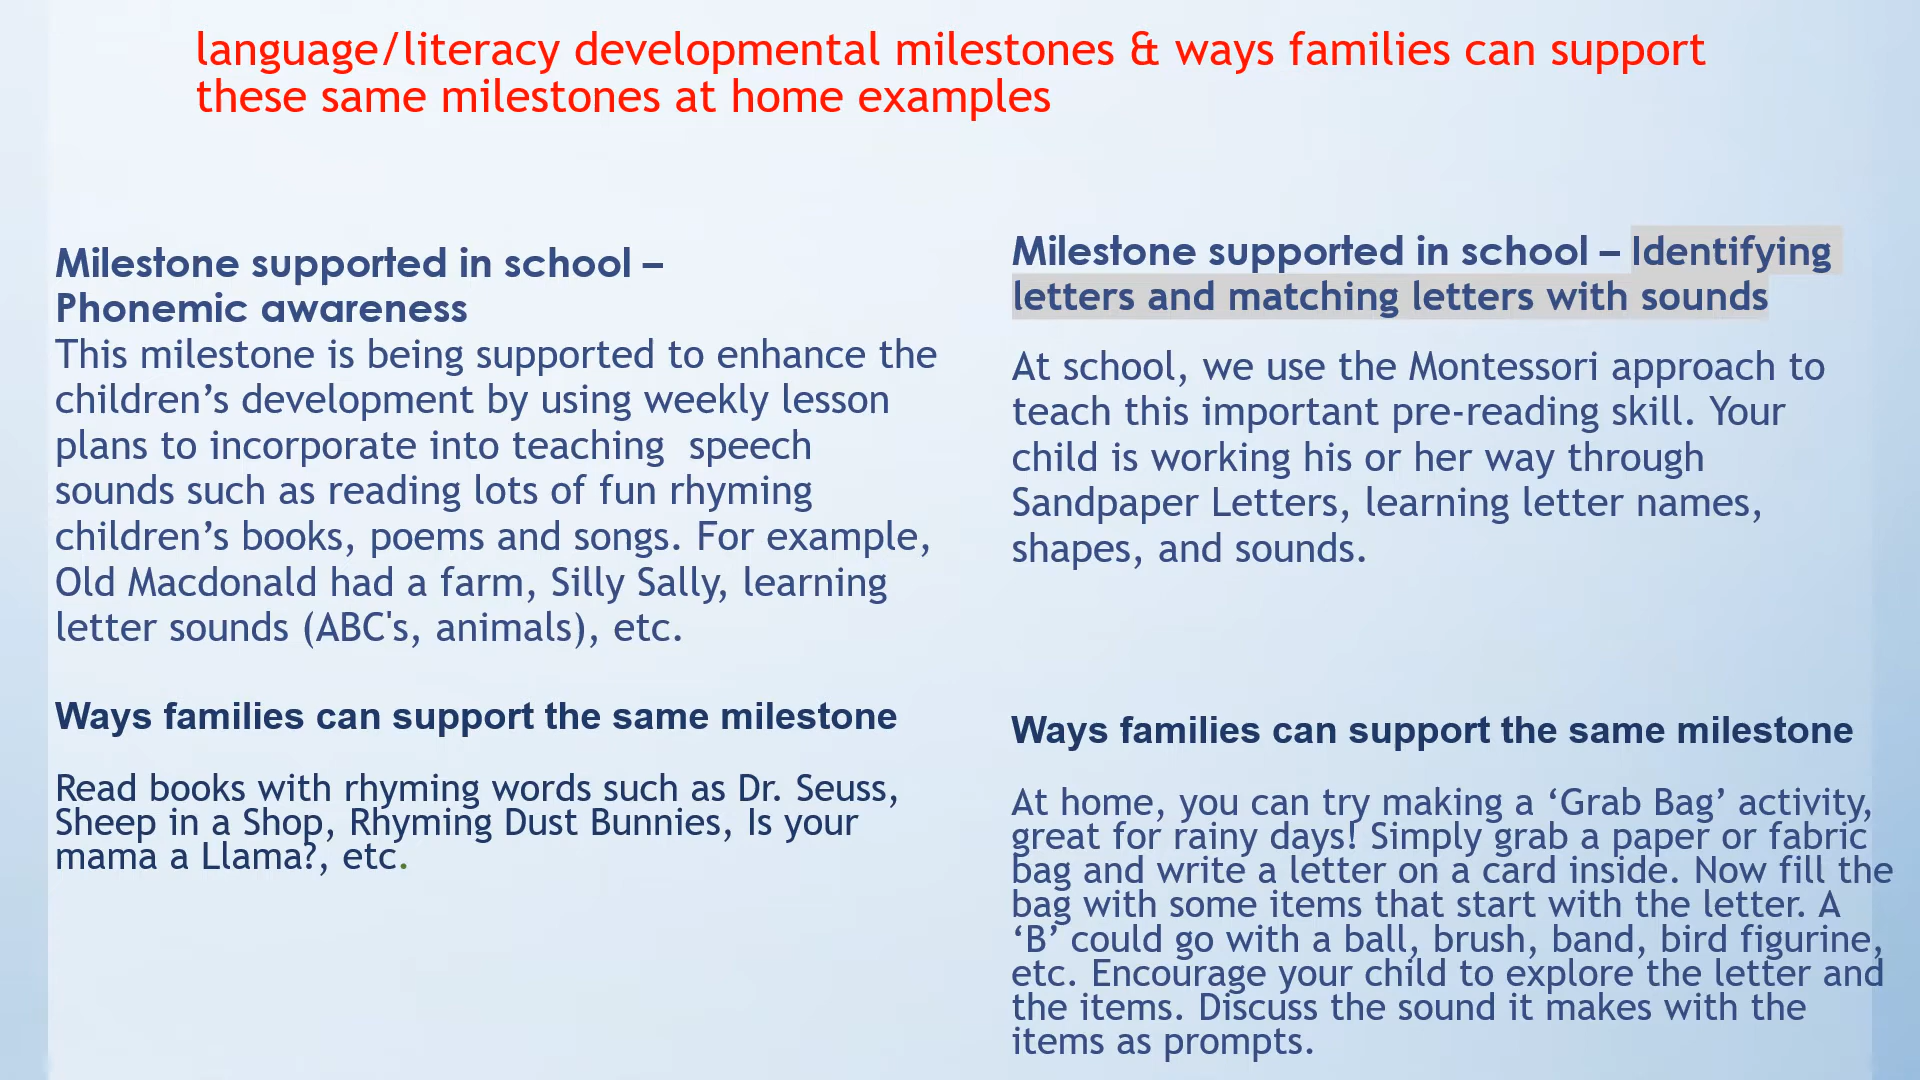 language/literacy developmental milestones & ways families can support
these same milestones at home examples
Milestone supported in school –
Phonemic awareness
This milestone is being supported to enhance the
children’s development by using weekly lesson
plans to incorporate into teaching  speech
sounds such as reading lots of fun rhyming
children’s books, poems and songs. For example,
Old Macdonald had a farm, Silly Sally, learning
letter sounds (ABC's, animals), etc.
Ways families can support the same milestone
Read books with rhyming words such as Dr. Seuss,
Sheep in a Shop, Rhyming Dust Bunnies, Is your
mama a Llama?, etc.
Milestone supported in school – Identifying
letters and matching letters with sounds
At school, we use the Montessori approach to
teach this important pre-reading skill. Your
child is working his or her way through
Sandpaper Letters, learning letter names,
shapes, and sounds.
Ways families can support the same milestone
At home, you can try making a ‘Grab Bag’ activity,
great for rainy days! Simply grab a paper or fabric
bag and write a letter on a card inside. Now fill the
bag with some items that start with the letter. A
‘B’ could go with a ball, brush, band, bird figurine,
etc. Encourage your child to explore the letter and
the items. Discuss the sound it makes with the
items as prompts.